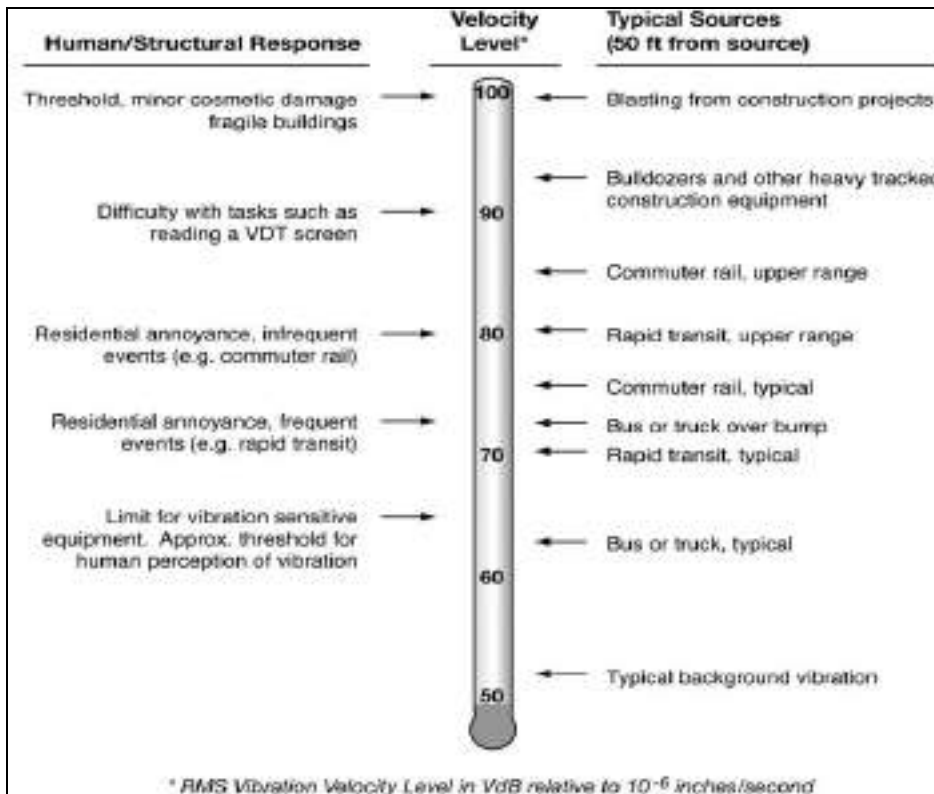 Human/Structural Response
Velocity
Level*
Typical Sources
(50 ft from source)
Threshold, minor cosmetic damage
fragile buildings
100
Blasting from construction projects
Bulldozers and other heavy tracked
construction equipment
Difficulty with tasks such as
reading a VDT screen
90
Commuter rail, upper range
Residential annoyance, infrequent
events (e.g. commuter rail)
80
Rapid transit, upper range
Commuter rail, typical
Residential annoyance, frequent
events (e.g. rapid transit)
Bus or truck over bump
70
Rapid transit, typical
Limit for vibration sensitive
equipment. Approx. threshold for
human perception of vibration
Bus or truck, typical
60
Typical background vibration
50
* RMS Vibration Velocity Level in VdB relative to 10⁻⁶ inches/second